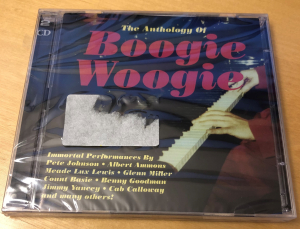 The Anthology Of
Boogie
Woogie
Immortal Performances By
Pete Johnson • Albert Ammons
Meade Lux Lewis • Glenn Miller
Count Basie • Benny Goodman
Jimmy Yancey • Cab Calloway
and many others!
CD